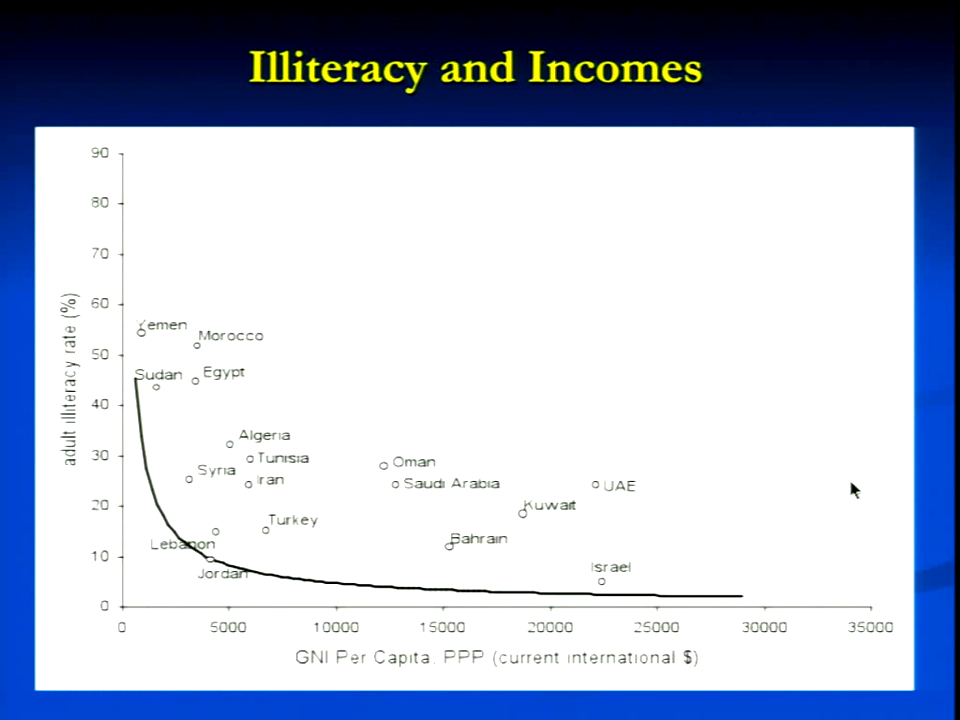 Illiteracy and Incomes
90
80
70
60
50
40
30
20
10
0
adult illiteracy rate (%)
Yemen
Morocco
Sudan
Egypt
Algeria
Tunisia
Oman
Syria
Iran
Saudi Arabia
UAE
Kuwait
Turkey
Lebanon
Bahrain
Jordan
Israel
0 5000 10000 15000 20000 25000 30000 35000
GNI Per Capita. PPP (current international $)